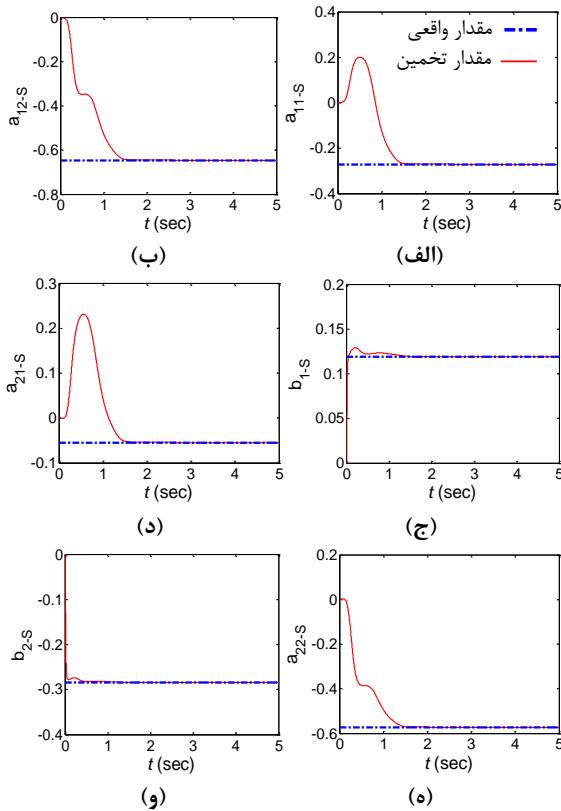 مقدار واقعی
مقدار تخمین
0.4
0.2
0
-0.2
-0.4
a11-S
0 1 2 3 4 5
t (sec)
(الف)
0
-0.2
-0.4
-0.6
-0.8
a12-S
0 1 2 3 4 5
t (sec)
(ب)
0.2
0.15
0.1
0.05
0
b1-S
0 1 2 3 4 5
t (sec)
(ج)
0.3
0.2
0.1
0
-0.1
a21-S
0 1 2 3 4 5
t (sec)
(د)
0.2
0
-0.2
-0.4
-0.6
a22-S
0 1 2 3 4 5
t (sec)
(ه)
0
-0.1
-0.2
-0.3
-0.4
b2-S
0 1 2 3 4 5
t (sec)
(و)